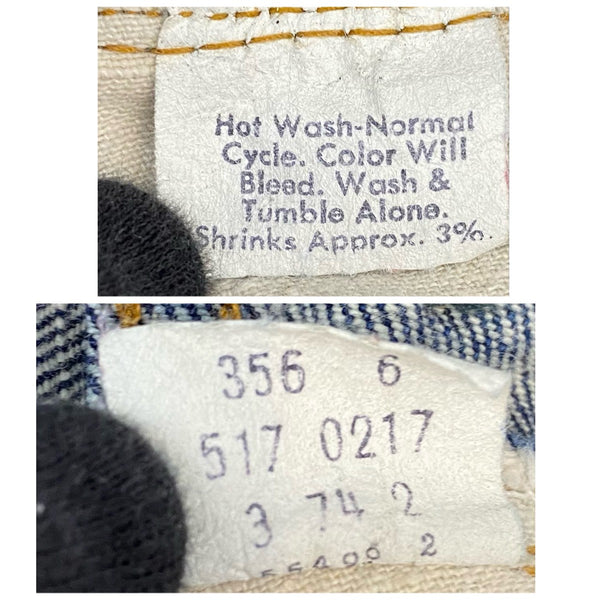 Hot Wash-Normal
Cycle. Color Will
Bleed. Wash &
Tumble Alone.
Shrinks Approx. 3%.
356 6
517 0217
3 74 2
2